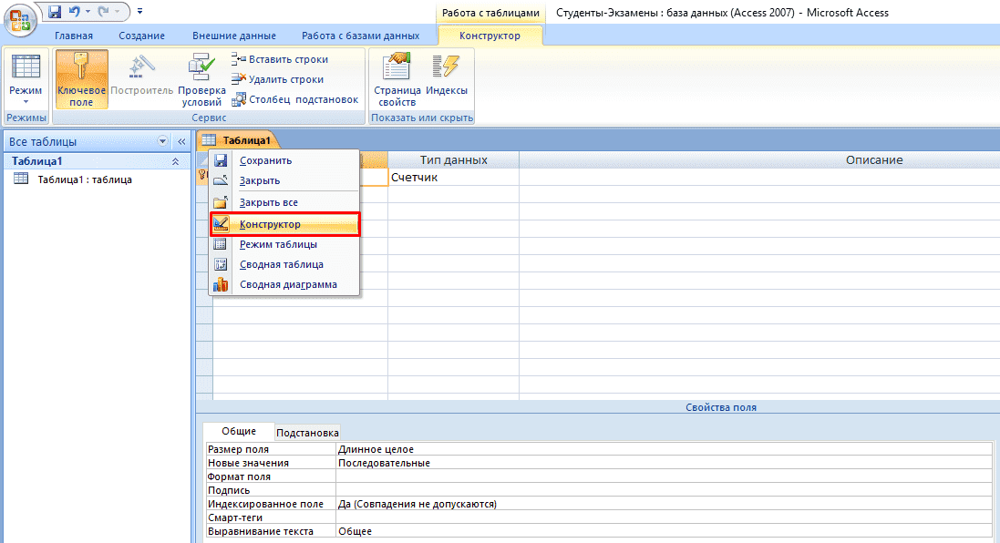 Работа с таблицами
Студенты-Экзамены : база данных (Access 2007) - Microsoft Access
Главная
Создание
Внешние данные
Работа с базами данных
Конструктор
Режим
Ключевое поле
Построитель
Проверка условий
Вставить строки
Удалить строки
Столбец подстановок
Страница свойств
Индексы
Режимы
Сервис
Показать или скрыть
Все таблицы
Таблица1
Таблица1 : таблица
Таблица1
Тип данных
Описание
Счетчик
Сохранить
Закрыть
Закрыть все
Конструктор
Режим таблицы
Сводная таблица
Сводная диаграмма
Свойства поля
Общие
Подстановка
Размер поля Длинное целое
Новые значения Последовательные
Формат поля
Подпись
Индексированное поле Да (Совпадения не допускаются)
Смарт-теги
Выравнивание текста Общее